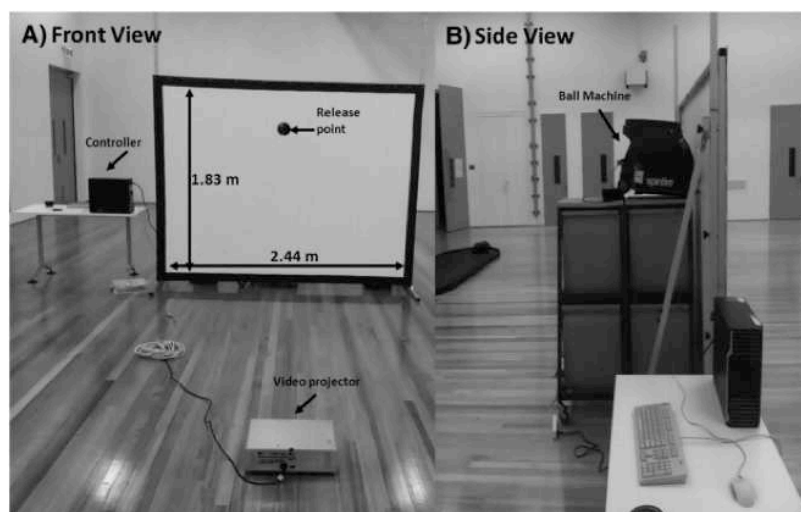 A) Front View
Release
point
Controller
1.83 m
2.44 m
Video projector
B) Side View
Ball Machine